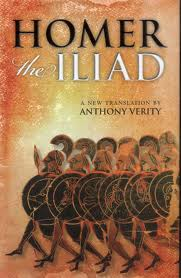 HOMER
the ILIAD
A NEW TRANSLATION BY
ANTHONY VERITY